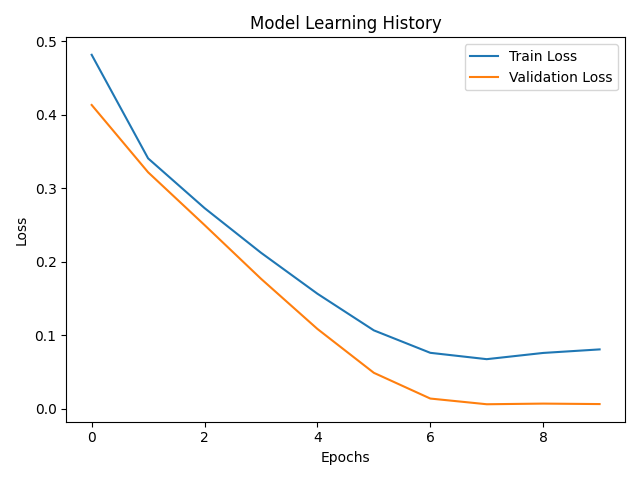 Model Learning History
Train Loss
Validation Loss
Loss
0.5
0.4
0.3
0.2
0.1
0.0
0 2 4 6 8
Epochs